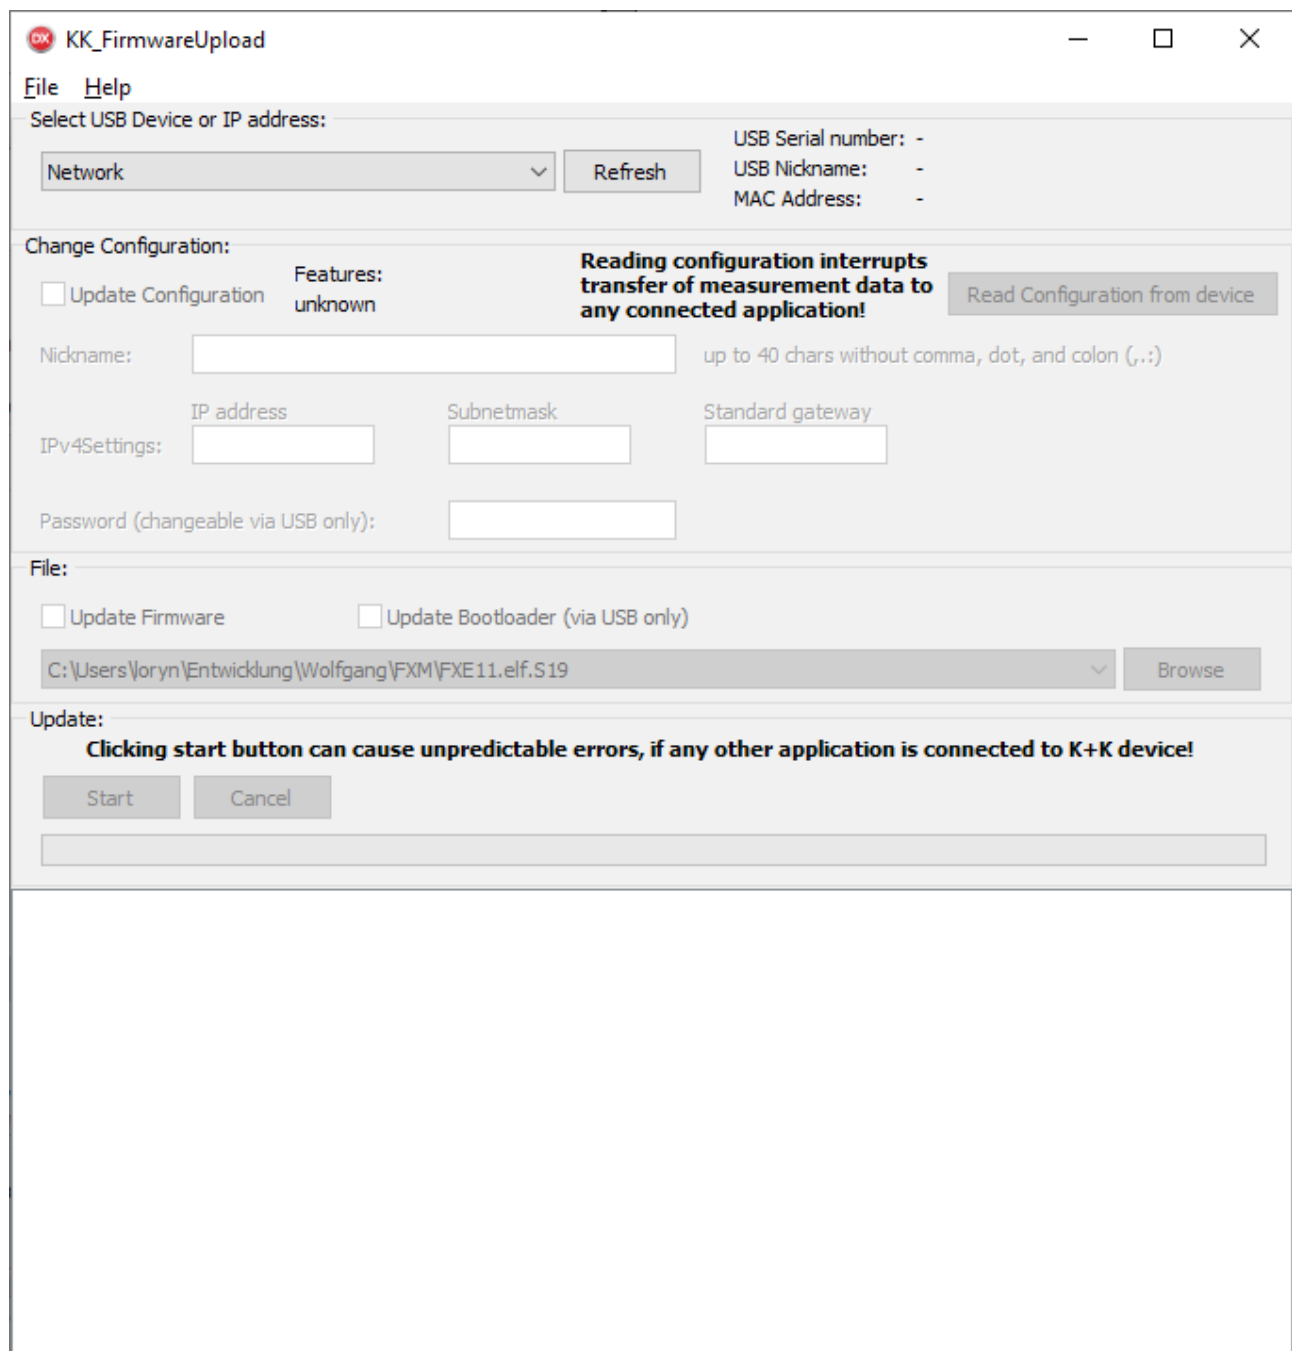 DX KK_FirmwareUpload
File Help
Select USB Device or IP address:
Network Refresh
USB Serial number: -
USB Nickname: -
MAC Address: -
Change Configuration:
Update Configuration
Features:
unknown
Reading configuration interrupts
transfer of measurement data to
any connected application!
Read Configuration from device
Nickname: up to 40 chars without comma, dot, and colon (,.:)
IP address Subnetmask Standard gateway
IPv4Settings:
Password (changeable via USB only):
File:
Update Firmware Update Bootloader (via USB only)
C:\Users\loryn\Entwicklung\Wolfgang\FXM\FXE11.elf.S19 Browse
Update:
Clicking start button can cause unpredictable errors, if any other application is connected to K+K device!
Start Cancel